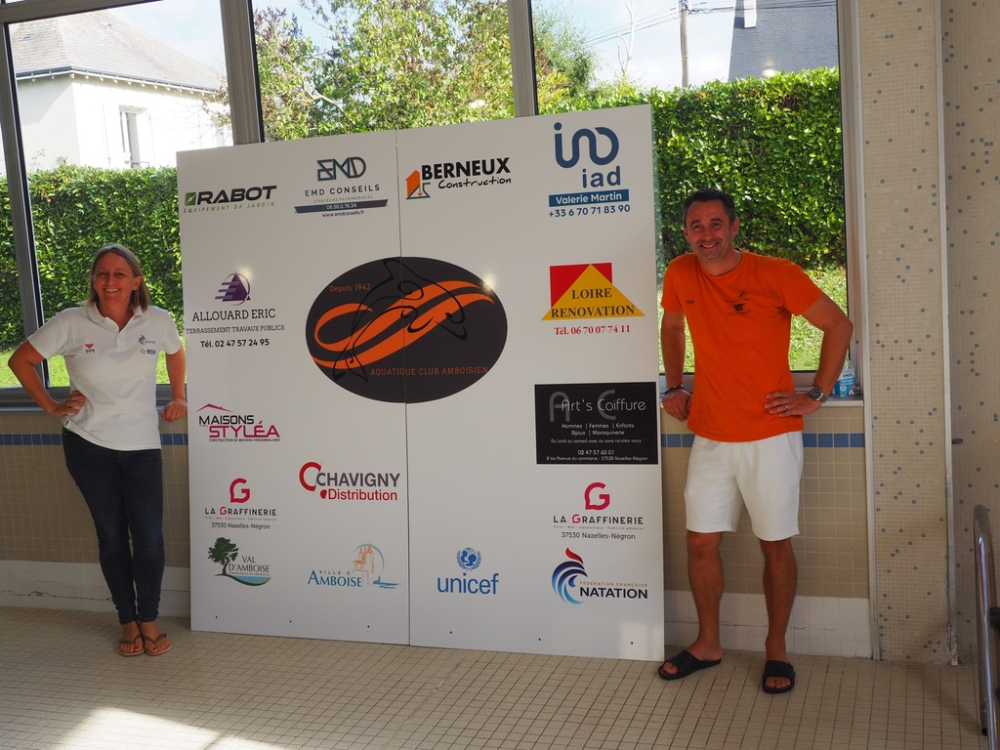 RABOT
ÉQUIPEMENT DE JARDIN
EMD
EMD CONSEILS
STRATÉGIES PATRIMONIALES
www.emdconseils.fr
BERNEUX
Construction
iad
iad
Valerie Martin
+33 6 70 71 83 90
ALLOUARD ERIC
TERRASSEMENT TRAVAUX PUBLICS
Tél. 02 47 57 24 95
Depuis 1942
AQUATIQUE CLUB AMBOISIEN
LOIRE
RENOVATION
Tél. 06 70 07 74 11
MAISONS
STYLÉA
CONSTRUCTEUR DE MAISONS PERSONNALISÉES
A C
Art's Coiffure
Hommes | Femmes | Enfants
Bijoux | Maroquinerie
Du lundi au samedi avec ou sans rendez-vous
02 47 57 60 01
2 bis Avenue du commerce - 37530 Nazelles-Négron
CHAVIGNY
Distribution
G
LA GRAFFINERIE
37530 Nazelles-Négron
G
LA GRAFFINERIE
37530 Nazelles-Négron
VAL
D'AMBOISE
VILLE D'
AMBOISE
unicef
FÉDÉRATION FRANÇAISE
NATATION
TYR
edf